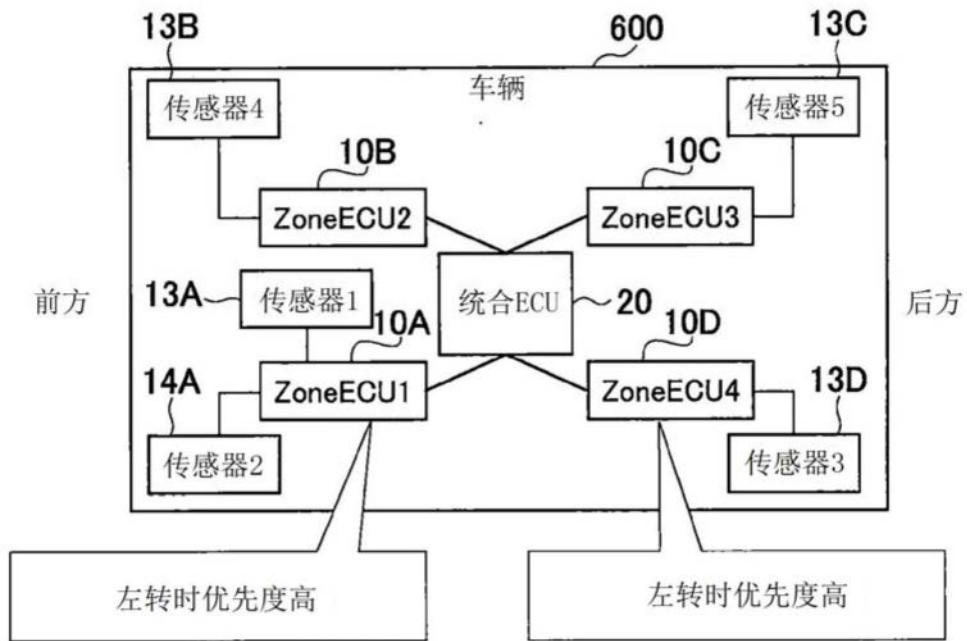 13B
600
13C
车辆
传感器4
传感器5
10B
10C
ZoneECU2
ZoneECU3
前方
13A
传感器1
统合ECU
20
后方
10A
10D
14A
ZoneECU1
ZoneECU4
13D
传感器2
传感器3
左转时优先度高
左转时优先度高